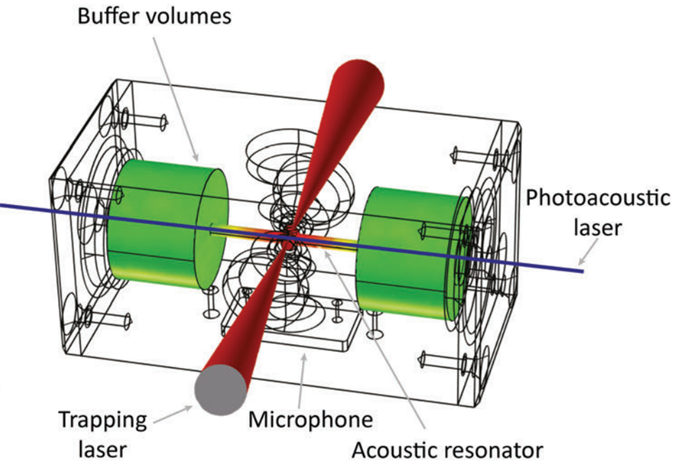 Buffer volumes
Photoacoustic
laser
Trapping
laser
Microphone
Acoustic resonator